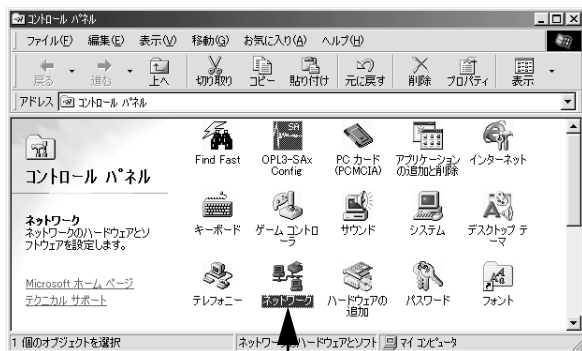 コントロール パネル
ファイル(F) 編集(E) 表示(V) 移動(G) お気に入り(A) ヘルプ(H)
戻る 進む 上へ 切り取り コピー 貼り付け 元に戻す 削除 プロパティ 表示
アドレス コントロール パネル
コントロール パネル
ネットワーク
ネットワークのハードウェアとソ
フトウェアを設定します。
Microsoft ホーム ページ
テクニカル サポート
Find Fast OPL3-SAx Config PC カード (PCMCIA) アプリケーションの追加と削除 インターネット
キーボード ゲーム コントローラ サウンド システム デスクトップ テーマ
テレフォニー ネットワーク ハードウェアの追加 パスワード フォント
1 個のオブジェクトを選択 ネットワークのハードウェアとソフト マイ コンピュータ